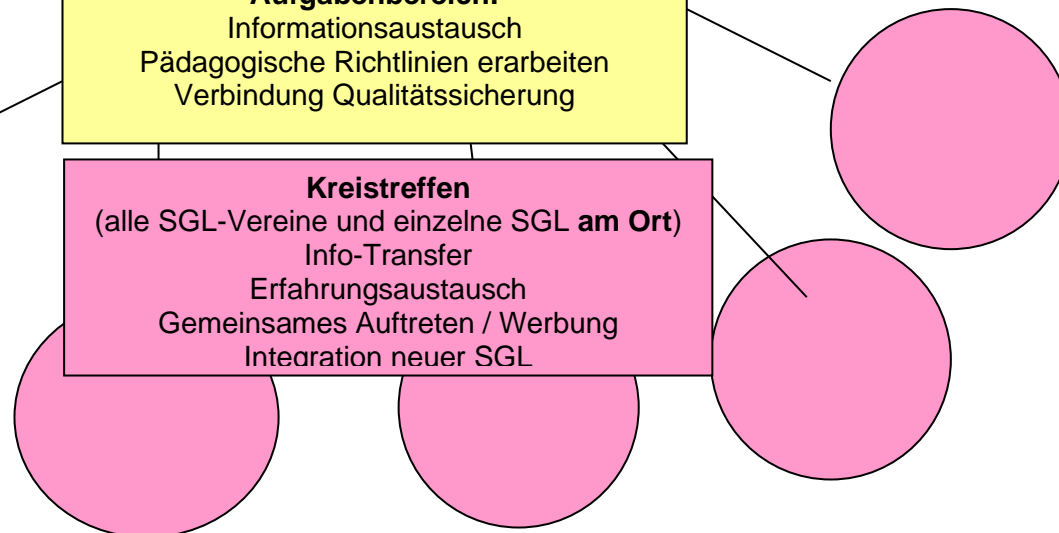 Aufgabenbereich:
Informationsaustausch
Pädagogische Richtlinien erarbeiten
Verbindung Qualitätssicherung
Kreistreffen
(alle SGL-Vereine und einzelne SGL am Ort)
Info-Transfer
Erfahrungsaustausch
Gemeinsames Auftreten / Werbung
Integration neuer SGL